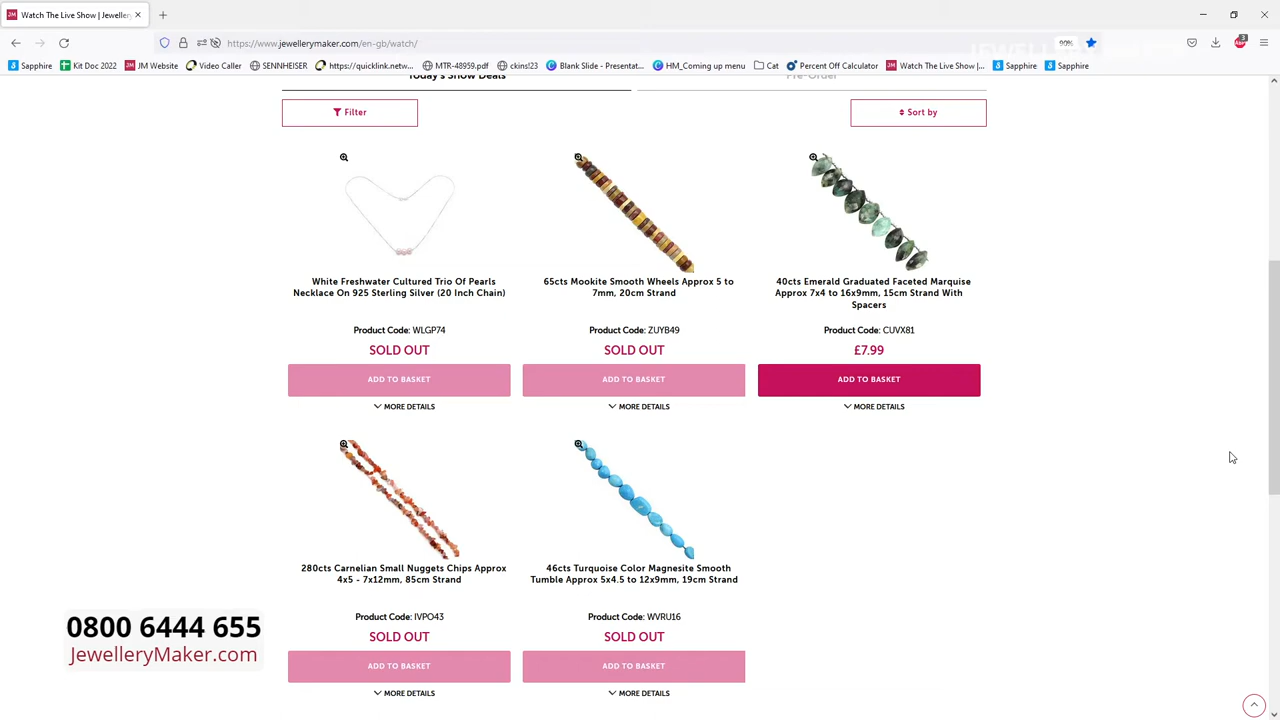 Watch The Live Show | Jeweller
https://www.jewellerymaker.com/en-gb/watch/
90%
3
Sapphire
Kit Doc 2022
JM Website
Video Caller
SENNHEISER
https://quicklink.netw...
MTR-48959.pdf
ckins!23
Blank Slide - Presentat...
HM_Coming up menu
Cat
Percent Off Calculator
Watch The Live Show |...
Sapphire
Sapphire
Today's Show Deals
Pre-Order
Filter
Sort by
White Freshwater Cultured Trio Of Pearls
Necklace On 925 Sterling Silver (20 Inch Chain)
Product Code: WLGP74
SOLD OUT
ADD TO BASKET
MORE DETAILS
65cts Mookite Smooth Wheels Approx 5 to
7mm, 20cm Strand
Product Code: ZUYB49
SOLD OUT
ADD TO BASKET
MORE DETAILS
40cts Emerald Graduated Faceted Marquise
Approx 7x4 to 16x9mm, 15cm Strand With
Spacers
Product Code: CUVX81
£7.99
ADD TO BASKET
MORE DETAILS
280cts Carnelian Small Nuggets Chips Approx
4x5 - 7x12mm, 85cm Strand
Product Code: IVPO43
SOLD OUT
ADD TO BASKET
MORE DETAILS
46cts Turquoise Color Magnesite Smooth
Tumble Approx 5x4.5 to 12x9mm, 19cm Strand
Product Code: WVRU16
SOLD OUT
ADD TO BASKET
MORE DETAILS
0800 6444 655
JewelleryMaker.com